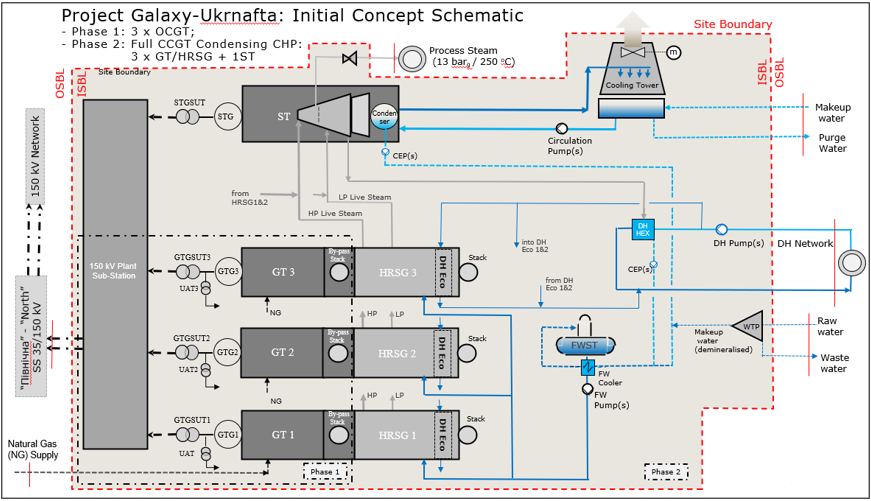 Project Galaxy-Ukrnafta: Initial Concept Schematic
- Phase 1: 3 x OCGT;
- Phase 2: Full CCGT Condensing CHP:
3 x GT/HRSG + 1ST
Site Boundary
Process Steam
(13 barg / 250 °C)
m
Cooling Tower
OSBL
ISBL
Site Boundary
ISBL
OSBL
STGSUT
STG
ST
Conden
ser
CEP(s)
Circulation
Pump(s)
Makeup
water
Purge
Water
150 kV Network
from
HRSG1&2
LP Live Steam
HP Live Steam
into DH
Eco 1&2
DH
HEX
DH Pump(s)
DH Network
CEP(s)
150 kV Plant
Sub-Station
GTGSUT3
GTG3
UAT3
GT 3
By-pass
Stack
HRSG 3
DH Eco
Stack
NG
from DH
Eco 1&2
"Північна" - "North"
SS 35/150 kV
GTGSUT2
GTG2
UAT2
GT 2
By-pass
Stack
HP
LP
HRSG 2
DH Eco
Stack
NG
FWST
FW
Cooler
FW
Pump(s)
Makeup
water
(demineralised)
WTP
Raw
water
Waste
water
GTGSUT1
GTG1
UAT
GT 1
By-pass
Stack
HP
LP
HRSG 1
DH Eco
Stack
Natural Gas
(NG) Supply
Phase 1
Phase 2